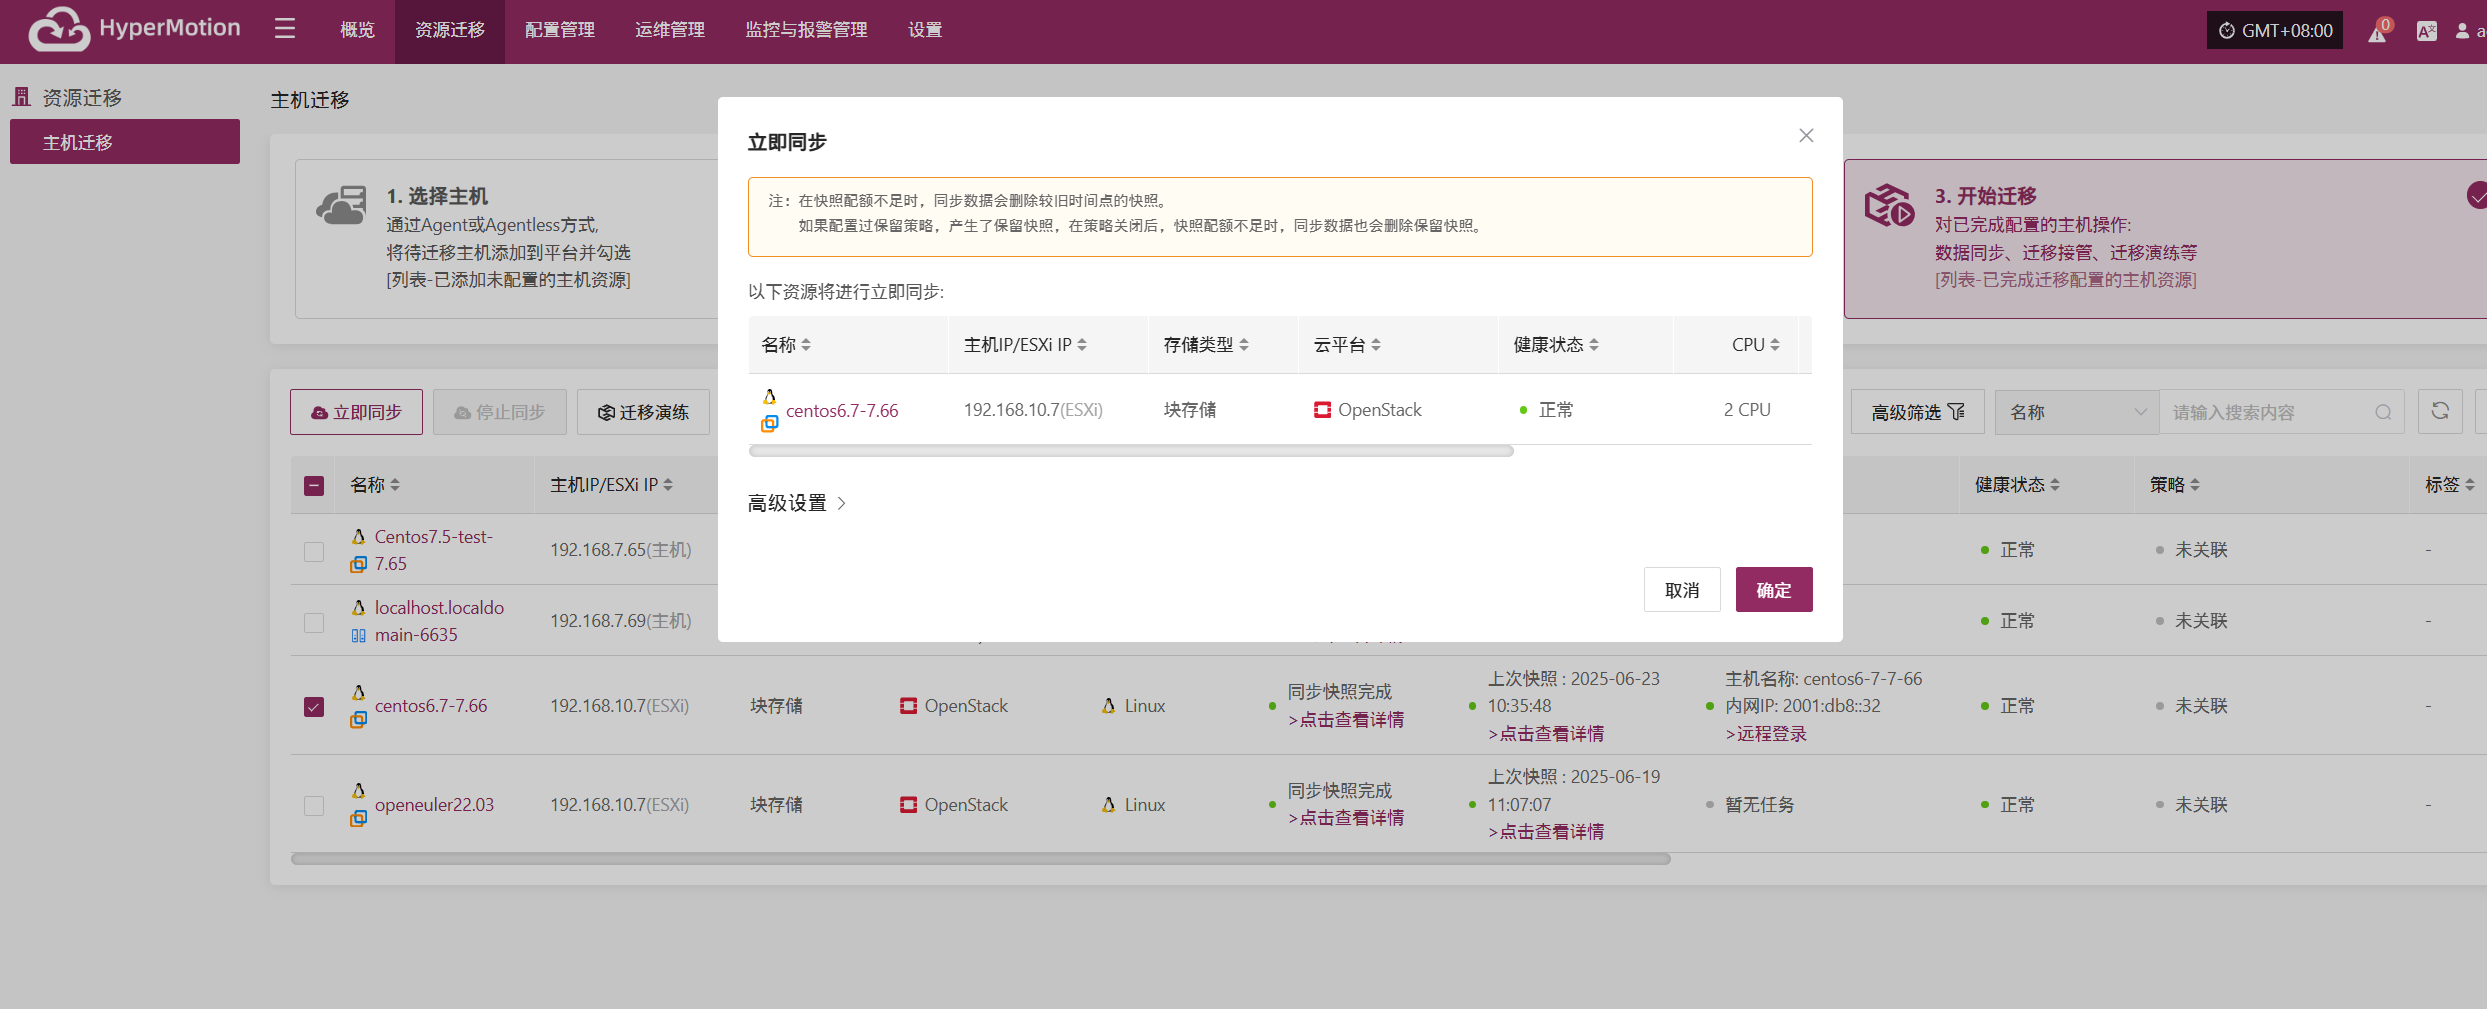 HyperMotion
概览
资源迁移
配置管理
运维管理
监控与报警管理
设置
GMT+08:00
0
资源迁移
主机迁移
主机迁移
1. 选择主机
通过Agent或Agentless方式,
将待迁移主机添加到平台并勾选
[列表-已添加未配置的主机资源]
3. 开始迁移
对已完成配置的主机操作:
数据同步、迁移接管、迁移演练等
[列表-已完成迁移配置的主机资源]
立即同步
注：在快照配额不足时，同步数据会删除较旧时间点的快照。
如果配置过保留策略，产生了保留快照，在策略关闭后，快照配额不足时，同步数据也会删除保留快照。
以下资源将进行立即同步:
名称 主机IP/ESXi IP 存储类型 云平台 健康状态 CPU
centos6.7-7.66 192.168.10.7(ESXi) 块存储 OpenStack 正常 2 CPU
高级设置
取消 确定
立即同步 停止同步 迁移演练 高级筛选 名称 请输入搜索内容
名称 主机IP/ESXi IP 健康状态 策略 标签
Centos7.5-test-
7.65
192.168.7.65(主机) 正常 未关联 -
localhost.localdo
main-6635
192.168.7.69(主机) 正常 未关联 -
centos6.7-7.66 192.168.10.7(ESXi) 块存储 OpenStack Linux
同步快照完成
>点击查看详情
上次快照 : 2025-06-23
10:35:48
>点击查看详情
主机名称: centos6-7-7-66
内网IP: 2001:db8::32
>远程登录
正常 未关联 -
openeuler22.03 192.168.10.7(ESXi) 块存储 OpenStack Linux
同步快照完成
>点击查看详情
上次快照 : 2025-06-19
11:07:07
>点击查看详情
暂无任务 正常 未关联 -